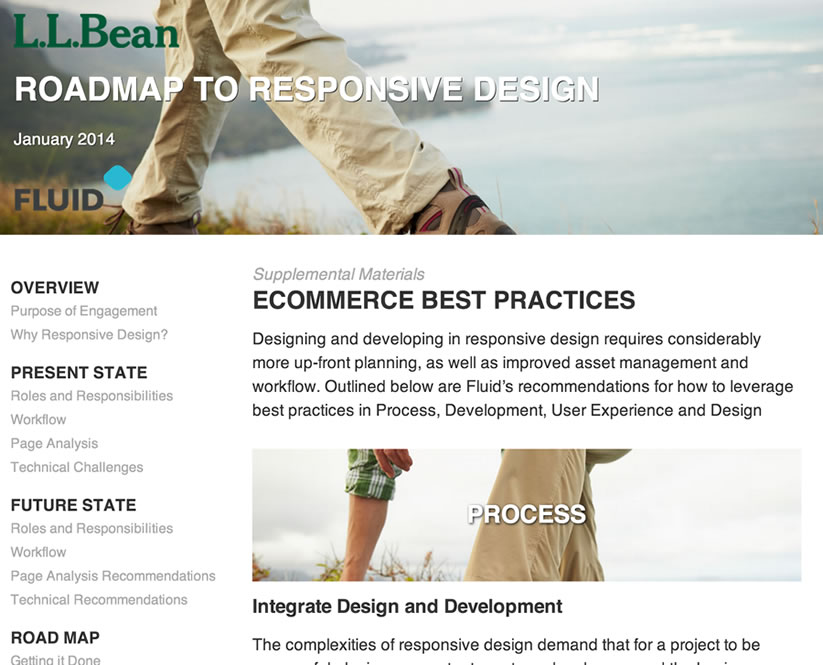 L.L.Bean
ROADMAP TO RESPONSIVE DESIGN
January 2014
FLUID
OVERVIEW
Purpose of Engagement
Why Responsive Design?
PRESENT STATE
Roles and Responsibilities
Workflow
Page Analysis
Technical Challenges
FUTURE STATE
Roles and Responsibilities
Workflow
Page Analysis Recommendations
Technical Recommendations
ROAD MAP
Getting it Done
Supplemental Materials
ECOMMERCE BEST PRACTICES
Designing and developing in responsive design requires considerably
more up-front planning, as well as improved asset management and
workflow. Outlined below are Fluid's recommendations for how to leverage
best practices in Process, Development, User Experience and Design
PROCESS
Integrate Design and Development
The complexities of responsive design demand that for a project to be